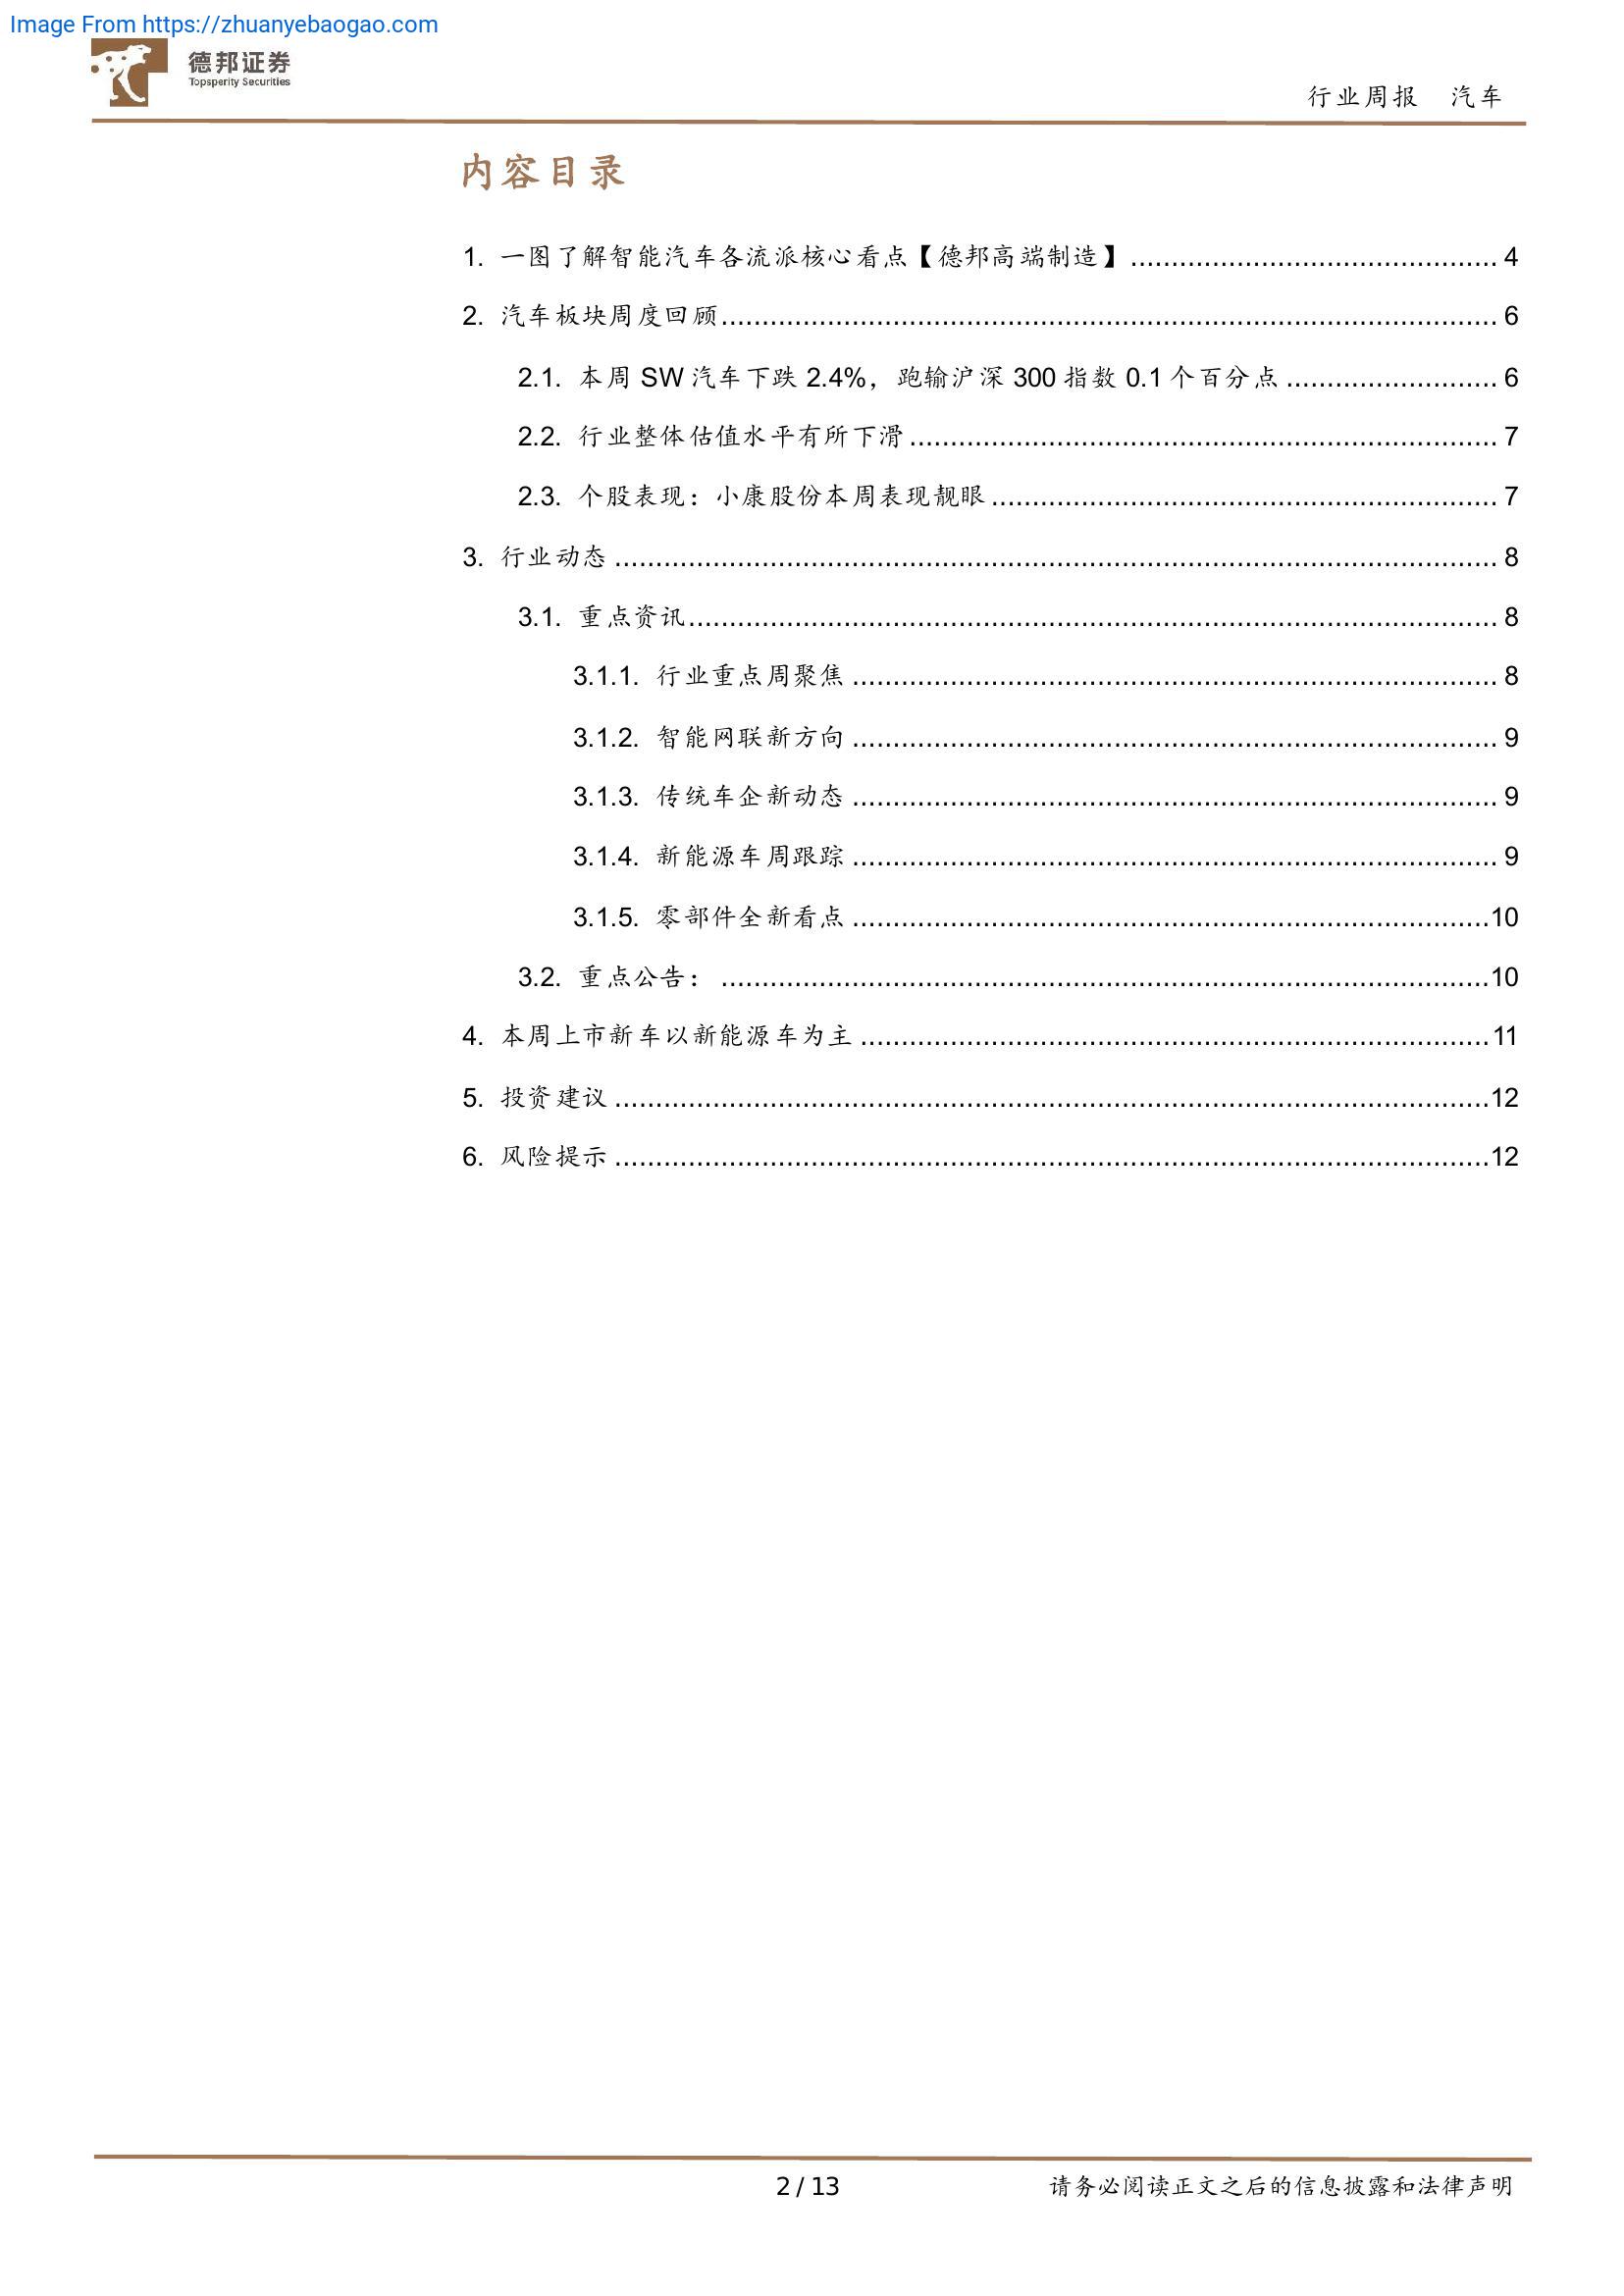 Image From https://zhuanyebaogao.com
德邦证券
Topsperity Securities
行业周报 汽车
内容目录
1. 一图了解智能汽车各流派核心看点【德邦高端制造】 4
2. 汽车板块周度回顾 6
2.1. 本周 SW 汽车下跌 2.4%，跑输沪深 300 指数 0.1 个百分点 6
2.2. 行业整体估值水平有所下滑 7
2.3. 个股表现：小康股份本周表现靓眼 7
3. 行业动态 8
3.1. 重点资讯 8
3.1.1. 行业重点周聚焦 8
3.1.2. 智能网联新方向 9
3.1.3. 传统车企新动态 9
3.1.4. 新能源车周跟踪 9
3.1.5. 零部件全新看点 10
3.2. 重点公告： 10
4. 本周上市新车以新能源车为主 11
5. 投资建议 12
6. 风险提示 12
2 / 13 请务必阅读正文之后的信息披露和法律声明